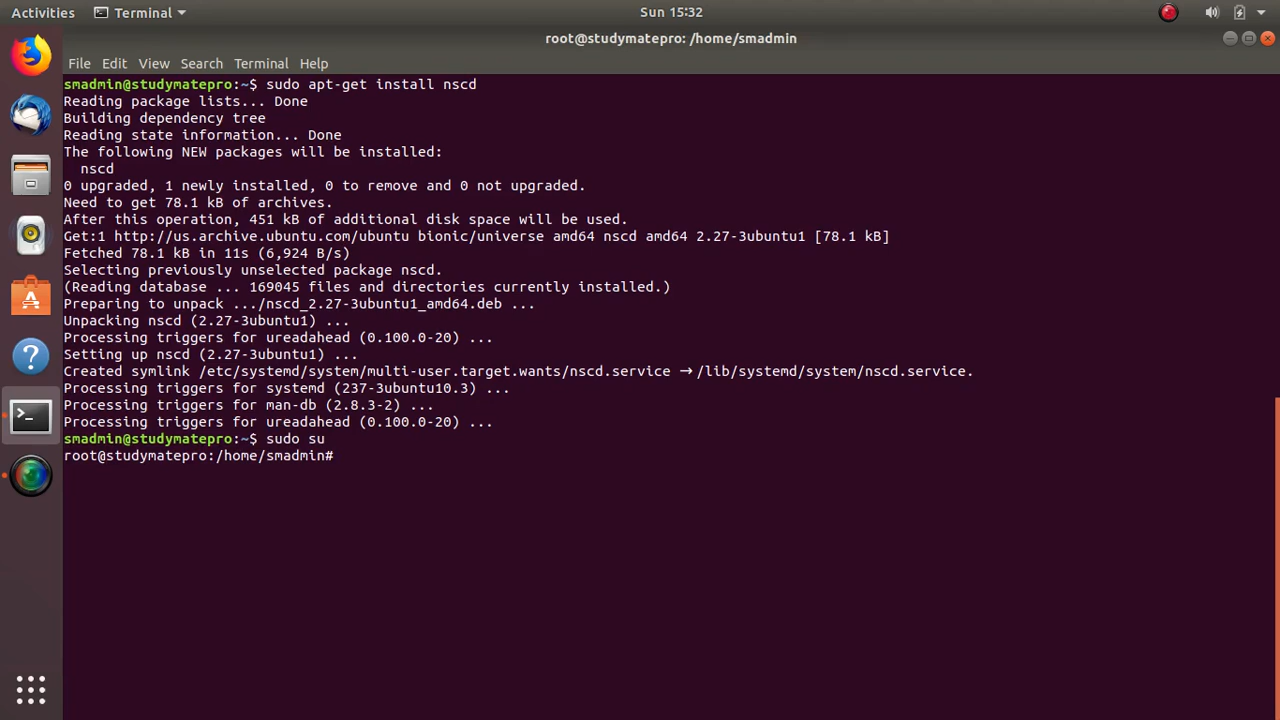 Activities Terminal Sun 15:32
root@studymatepro: /home/smadmin
File Edit View Search Terminal Help
smadmin@studymatepro:~$ sudo apt-get install nscd
Reading package lists... Done
Building dependency tree
Reading state information... Done
The following NEW packages will be installed:
  nscd
0 upgraded, 1 newly installed, 0 to remove and 0 not upgraded.
Need to get 78.1 kB of archives.
After this operation, 451 kB of additional disk space will be used.
Get:1 http://us.archive.ubuntu.com/ubuntu bionic/universe amd64 nscd amd64 2.27-3ubuntu1 [78.1 kB]
Fetched 78.1 kB in 11s (6,924 B/s)
Selecting previously unselected package nscd.
(Reading database ... 169045 files and directories currently installed.)
Preparing to unpack .../nscd_2.27-3ubuntu1_amd64.deb ...
Unpacking nscd (2.27-3ubuntu1) ...
Processing triggers for ureadahead (0.100.0-20) ...
Setting up nscd (2.27-3ubuntu1) ...
Created symlink /etc/systemd/system/multi-user.target.wants/nscd.service → /lib/systemd/system/nscd.service.
Processing triggers for systemd (237-3ubuntu10.3) ...
Processing triggers for man-db (2.8.3-2) ...
Processing triggers for ureadahead (0.100.0-20) ...
smadmin@studymatepro:~$ sudo su
root@studymatepro:/home/smadmin#